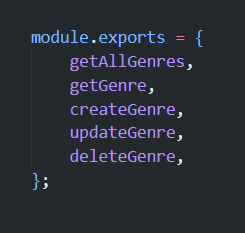 module.exports = {
    getAllGenres,
    getGenre,
    createGenre,
    updateGenre,
    deleteGenre,
};